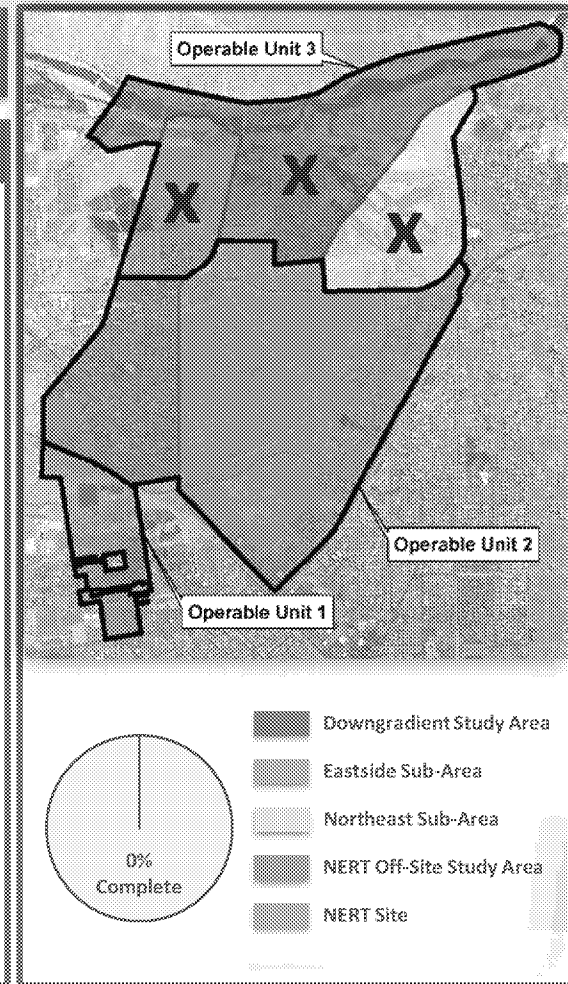 Operable Unit 3
X
X
X
Operable Unit 2
Operable Unit 1
0%
Complete
Downgradient Study Area
Eastside Sub-Area
Northeast Sub-Area
NERT Off-Site Study Area
NERT Site